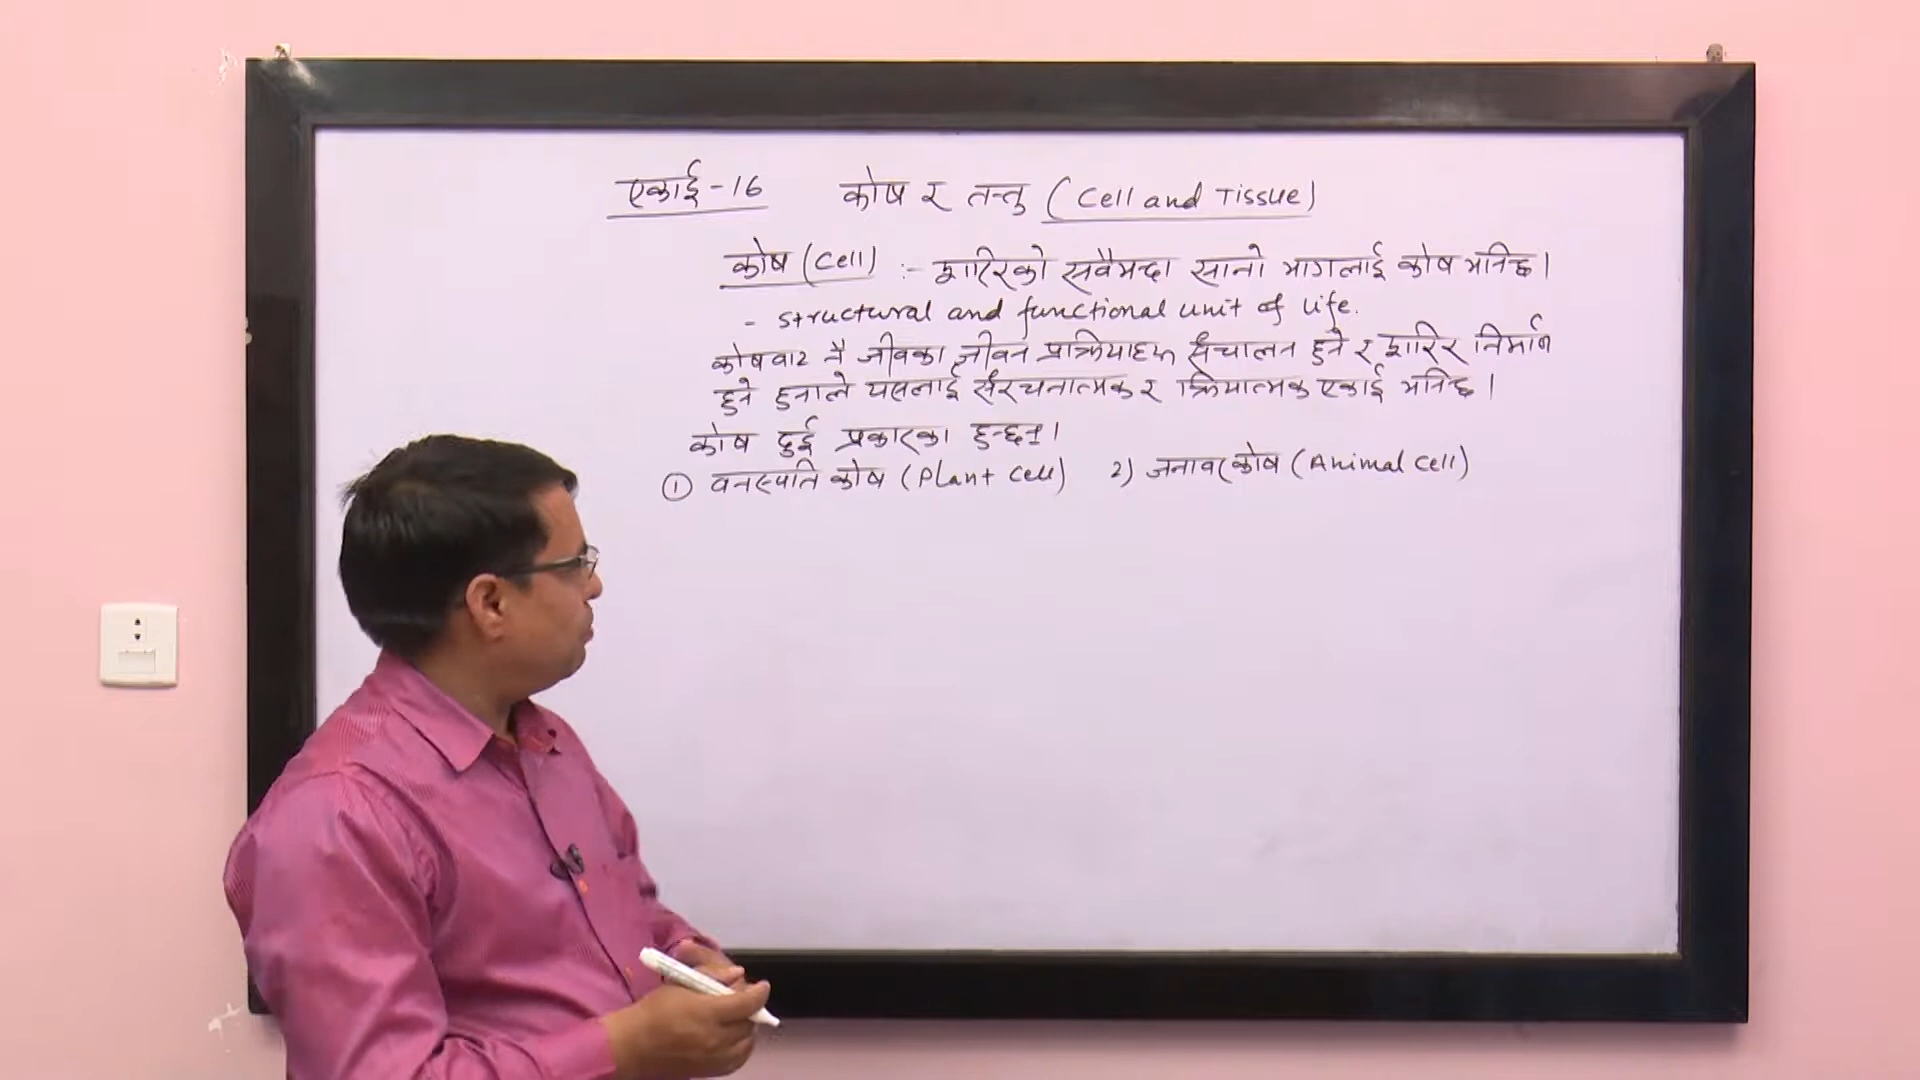 एकाई-16 कोष र तन्तु (Cell and Tissue)
कोष (Cell) :- शरिरको सबैभन्दा सानो भागलाई कोष भनिन्छ।
- structural and functional unit of life.
कोषबाट नै जीवका जीवन प्रक्रियाहरू संचालन हुने र शरिर निर्माण
हुने हुनाले यसलाई संरचनात्मक र क्रियात्मक एकाई भनिन्छ।
कोष दुई प्रकारका हुन्छन्।
① वनस्पति कोष (Plant Cell) 2) जनावर कोष (Animal Cell)